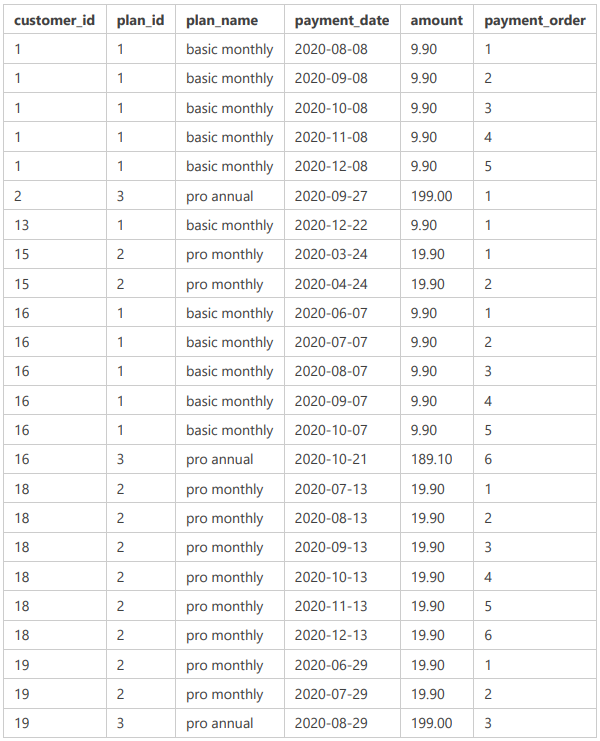 customer_id plan_id plan_name payment_date amount payment_order
1 1 basic monthly 2020-08-08 9.90 1
1 1 basic monthly 2020-09-08 9.90 2
1 1 basic monthly 2020-10-08 9.90 3
1 1 basic monthly 2020-11-08 9.90 4
1 1 basic monthly 2020-12-08 9.90 5
2 3 pro annual 2020-09-27 199.00 1
13 1 basic monthly 2020-12-22 9.90 1
15 2 pro monthly 2020-03-24 19.90 1
15 2 pro monthly 2020-04-24 19.90 2
16 1 basic monthly 2020-06-07 9.90 1
16 1 basic monthly 2020-07-07 9.90 2
16 1 basic monthly 2020-08-07 9.90 3
16 1 basic monthly 2020-09-07 9.90 4
16 1 basic monthly 2020-10-07 9.90 5
16 3 pro annual 2020-10-21 189.10 6
18 2 pro monthly 2020-07-13 19.90 1
18 2 pro monthly 2020-08-13 19.90 2
18 2 pro monthly 2020-09-13 19.90 3
18 2 pro monthly 2020-10-13 19.90 4
18 2 pro monthly 2020-11-13 19.90 5
18 2 pro monthly 2020-12-13 19.90 6
19 2 pro monthly 2020-06-29 19.90 1
19 2 pro monthly 2020-07-29 19.90 2
19 3 pro annual 2020-08-29 199.00 3